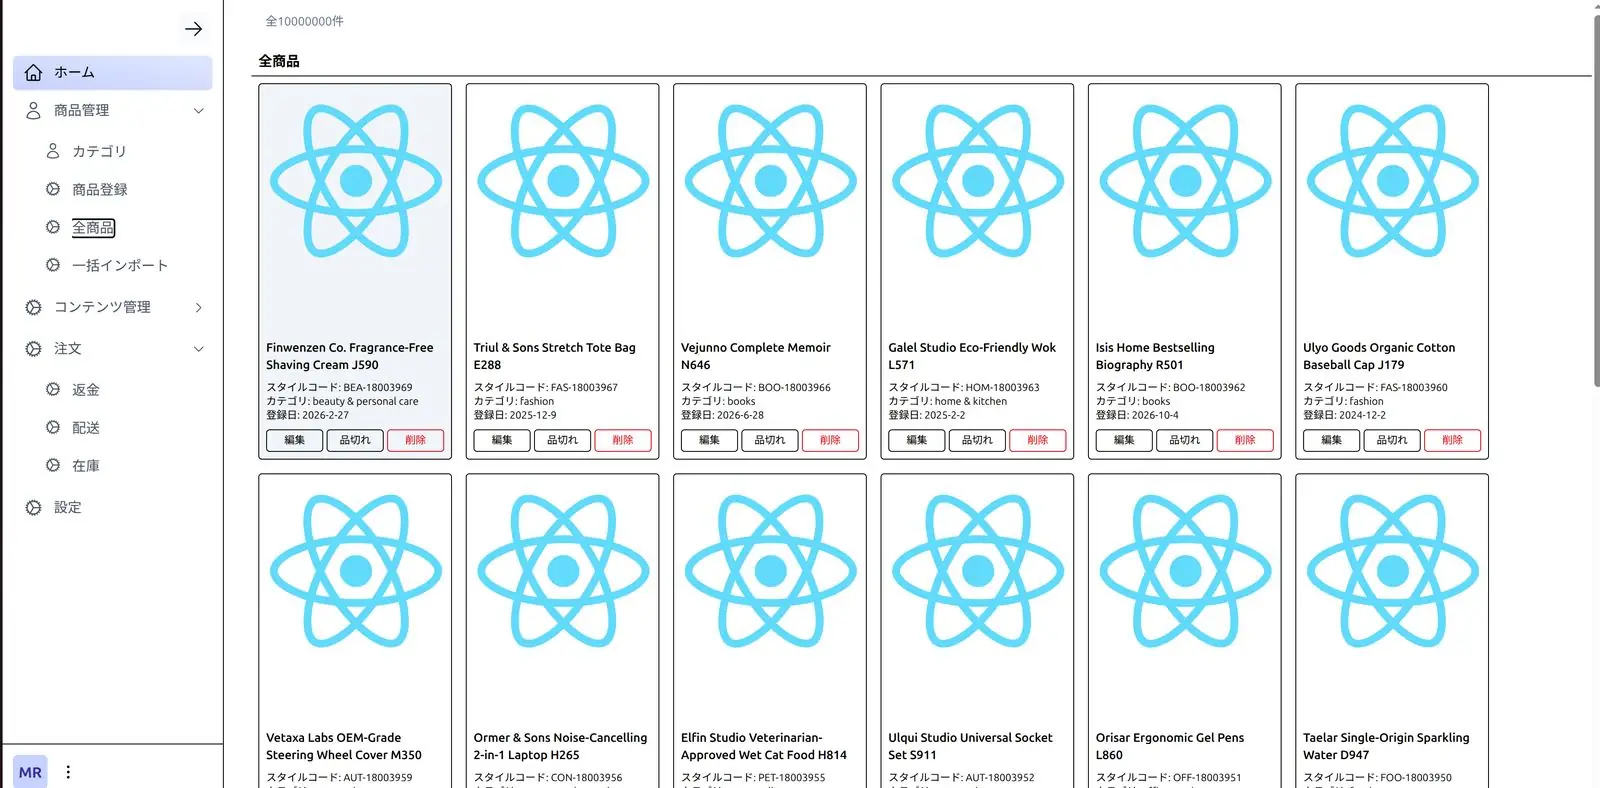 全10000000件
ホーム
商品管理
カテゴリ
商品登録
全商品
一括インポート
コンテンツ管理
注文
返金
配送
在庫
設定
MR
全商品
Finwenzen Co. Fragrance-Free
Shaving Cream J590
スタイルコード: BEA-18003969
カテゴリ: beauty & personal care
登録日: 2026-2-27
編集 品切れ 削除
Triul & Sons Stretch Tote Bag
E288
スタイルコード: FAS-18003967
カテゴリ: fashion
登録日: 2025-12-9
編集 品切れ 削除
Vejunno Complete Memoir
N646
スタイルコード: BOO-18003966
カテゴリ: books
登録日: 2026-6-28
編集 品切れ 削除
Galel Studio Eco-Friendly Wok
L571
スタイルコード: HOM-18003963
カテゴリ: home & kitchen
登録日: 2025-2-2
編集 品切れ 削除
Isis Home Bestselling
Biography R501
スタイルコード: BOO-18003962
カテゴリ: books
登録日: 2026-10-4
編集 品切れ 削除
Ulyo Goods Organic Cotton
Baseball Cap J179
スタイルコード: FAS-18003960
カテゴリ: fashion
登録日: 2024-12-2
編集 品切れ 削除
Vetaxa Labs OEM-Grade
Steering Wheel Cover M350
スタイルコード: AUT-18003959
Ormer & Sons Noise-Cancelling
2-in-1 Laptop H265
スタイルコード: CON-18003956
Elfin Studio Veterinarian-
Approved Wet Cat Food H814
スタイルコード: PET-18003955
Ulqui Studio Universal Socket
Set S911
スタイルコード: AUT-18003952
Orisar Ergonomic Gel Pens
L860
スタイルコード: OFF-18003951
Taelar Single-Origin Sparkling
Water D947
スタイルコード: FOO-18003950